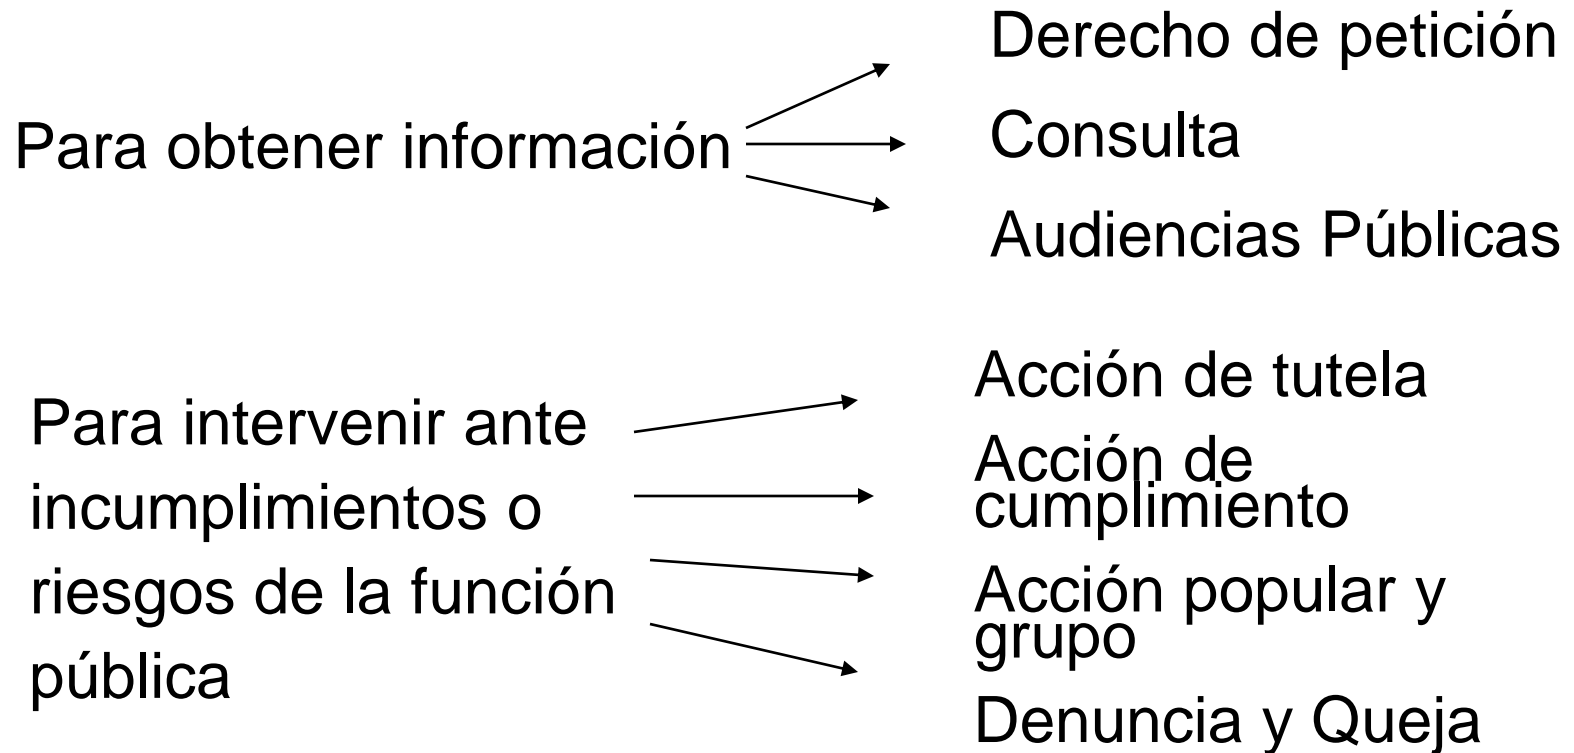 Para obtener información
Derecho de petición
Consulta
Audiencias Públicas
Para intervenir ante
incumplimientos o
riesgos de la función
pública
Acción de tutela
Acción de
cumplimiento
Acción popular y
grupo
Denuncia y Queja